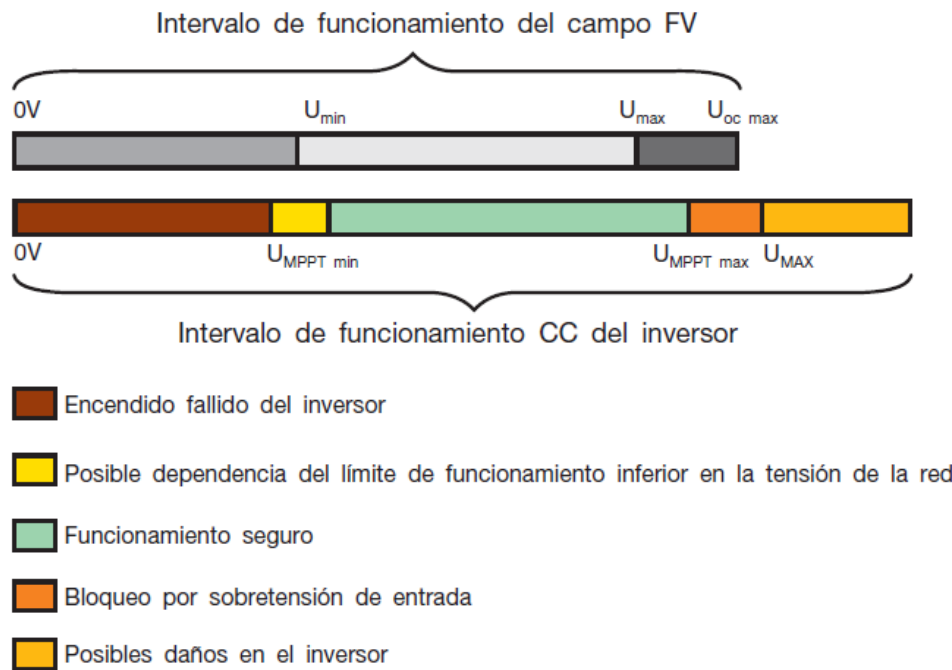 Intervalo de funcionamiento del campo FV
0V Umin Umax Uoc max
0V UMPPT min UMPPT max UMAX
Intervalo de funcionamiento CC del inversor
Encendido fallido del inversor
Posible dependencia del límite de funcionamiento inferior en la tensión de la red
Funcionamiento seguro
Bloqueo por sobretensión de entrada
Posibles daños en el inversor